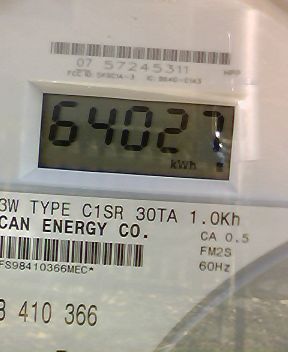 07 57245311
64027
kWh
3W TYPE C1SR 30TA 1.0Kh
CAN ENERGY CO.
CA 0.5
FM2S
60Hz
FS98410366MEC*
8 410 366